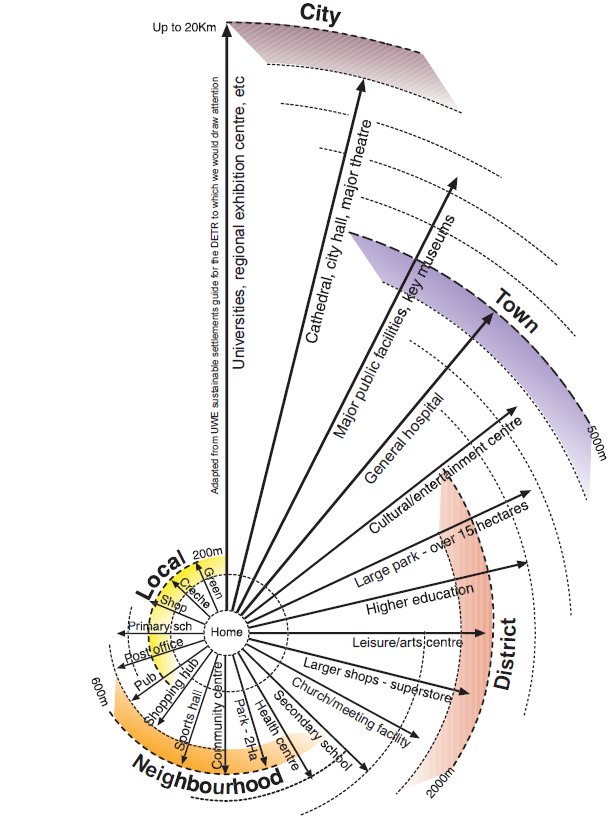 City
Up to 20Km
Adapted from UWE sustainable settlements guide for the DETR to which we would draw attention
Universities, regional exhibition centre, etc
Cathedral, city hall, major theatre
Major public facilities, key museums
Town
General hospital
5000m
Cultural/entertainment centre
Large park - over 15 hectares
Higher education
Leisure/arts centre
District
Larger shops - superstore
Church/meeting facility
2000m
Secondary school
Health centre
Park - 2Ha
Community centre
Sports hall
Shopping hub
Neighbourhood
600m
Pub
Post office
Primary sch
Shop
Creche
Green
Local
200m
Home